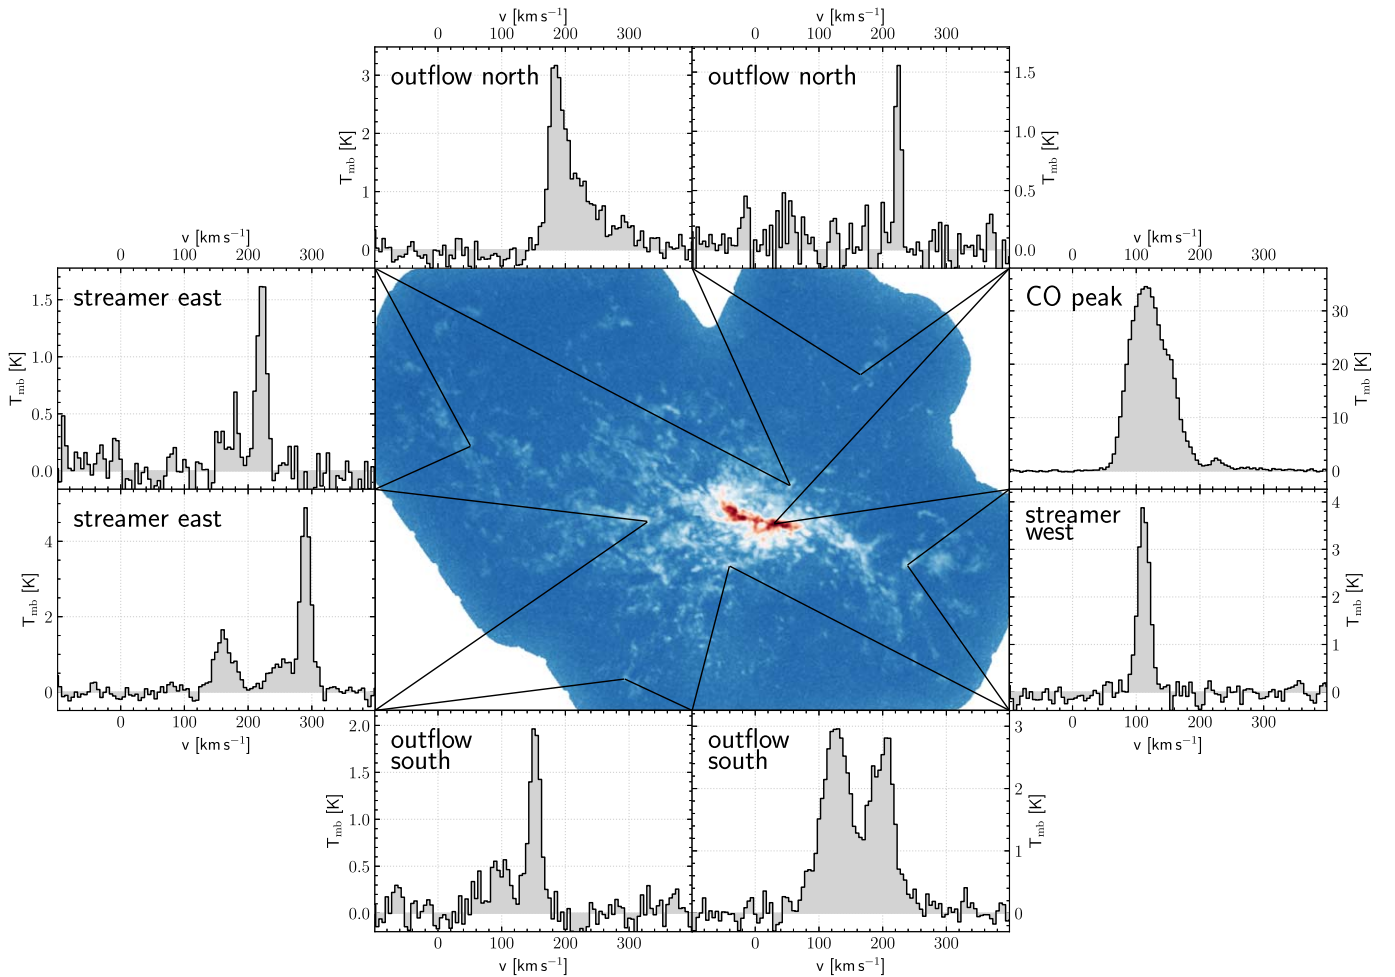 v [km s⁻¹]
v [km s⁻¹]
0 100 200 300
0 100 200 300
outflow north
3
2
1
0
T_mb [K]
outflow north
1.5
1.0
0.5
0.0
T_mb [K]
v [km s⁻¹]
0 100 200 300
streamer east
1.5
1.0
0.5
0.0
T_mb [K]
v [km s⁻¹]
0 100 200 300
CO peak
30
20
10
0
T_mb [K]
streamer east
4
2
0
T_mb [K]
0 100 200 300
v [km s⁻¹]
streamer
west
4
3
2
1
0
T_mb [K]
0 100 200 300
v [km s⁻¹]
outflow
south
2.0
1.5
1.0
0.5
0.0
T_mb [K]
0 100 200 300
v [km s⁻¹]
outflow
south
3
2
1
0
T_mb [K]
0 100 200 300
v [km s⁻¹]